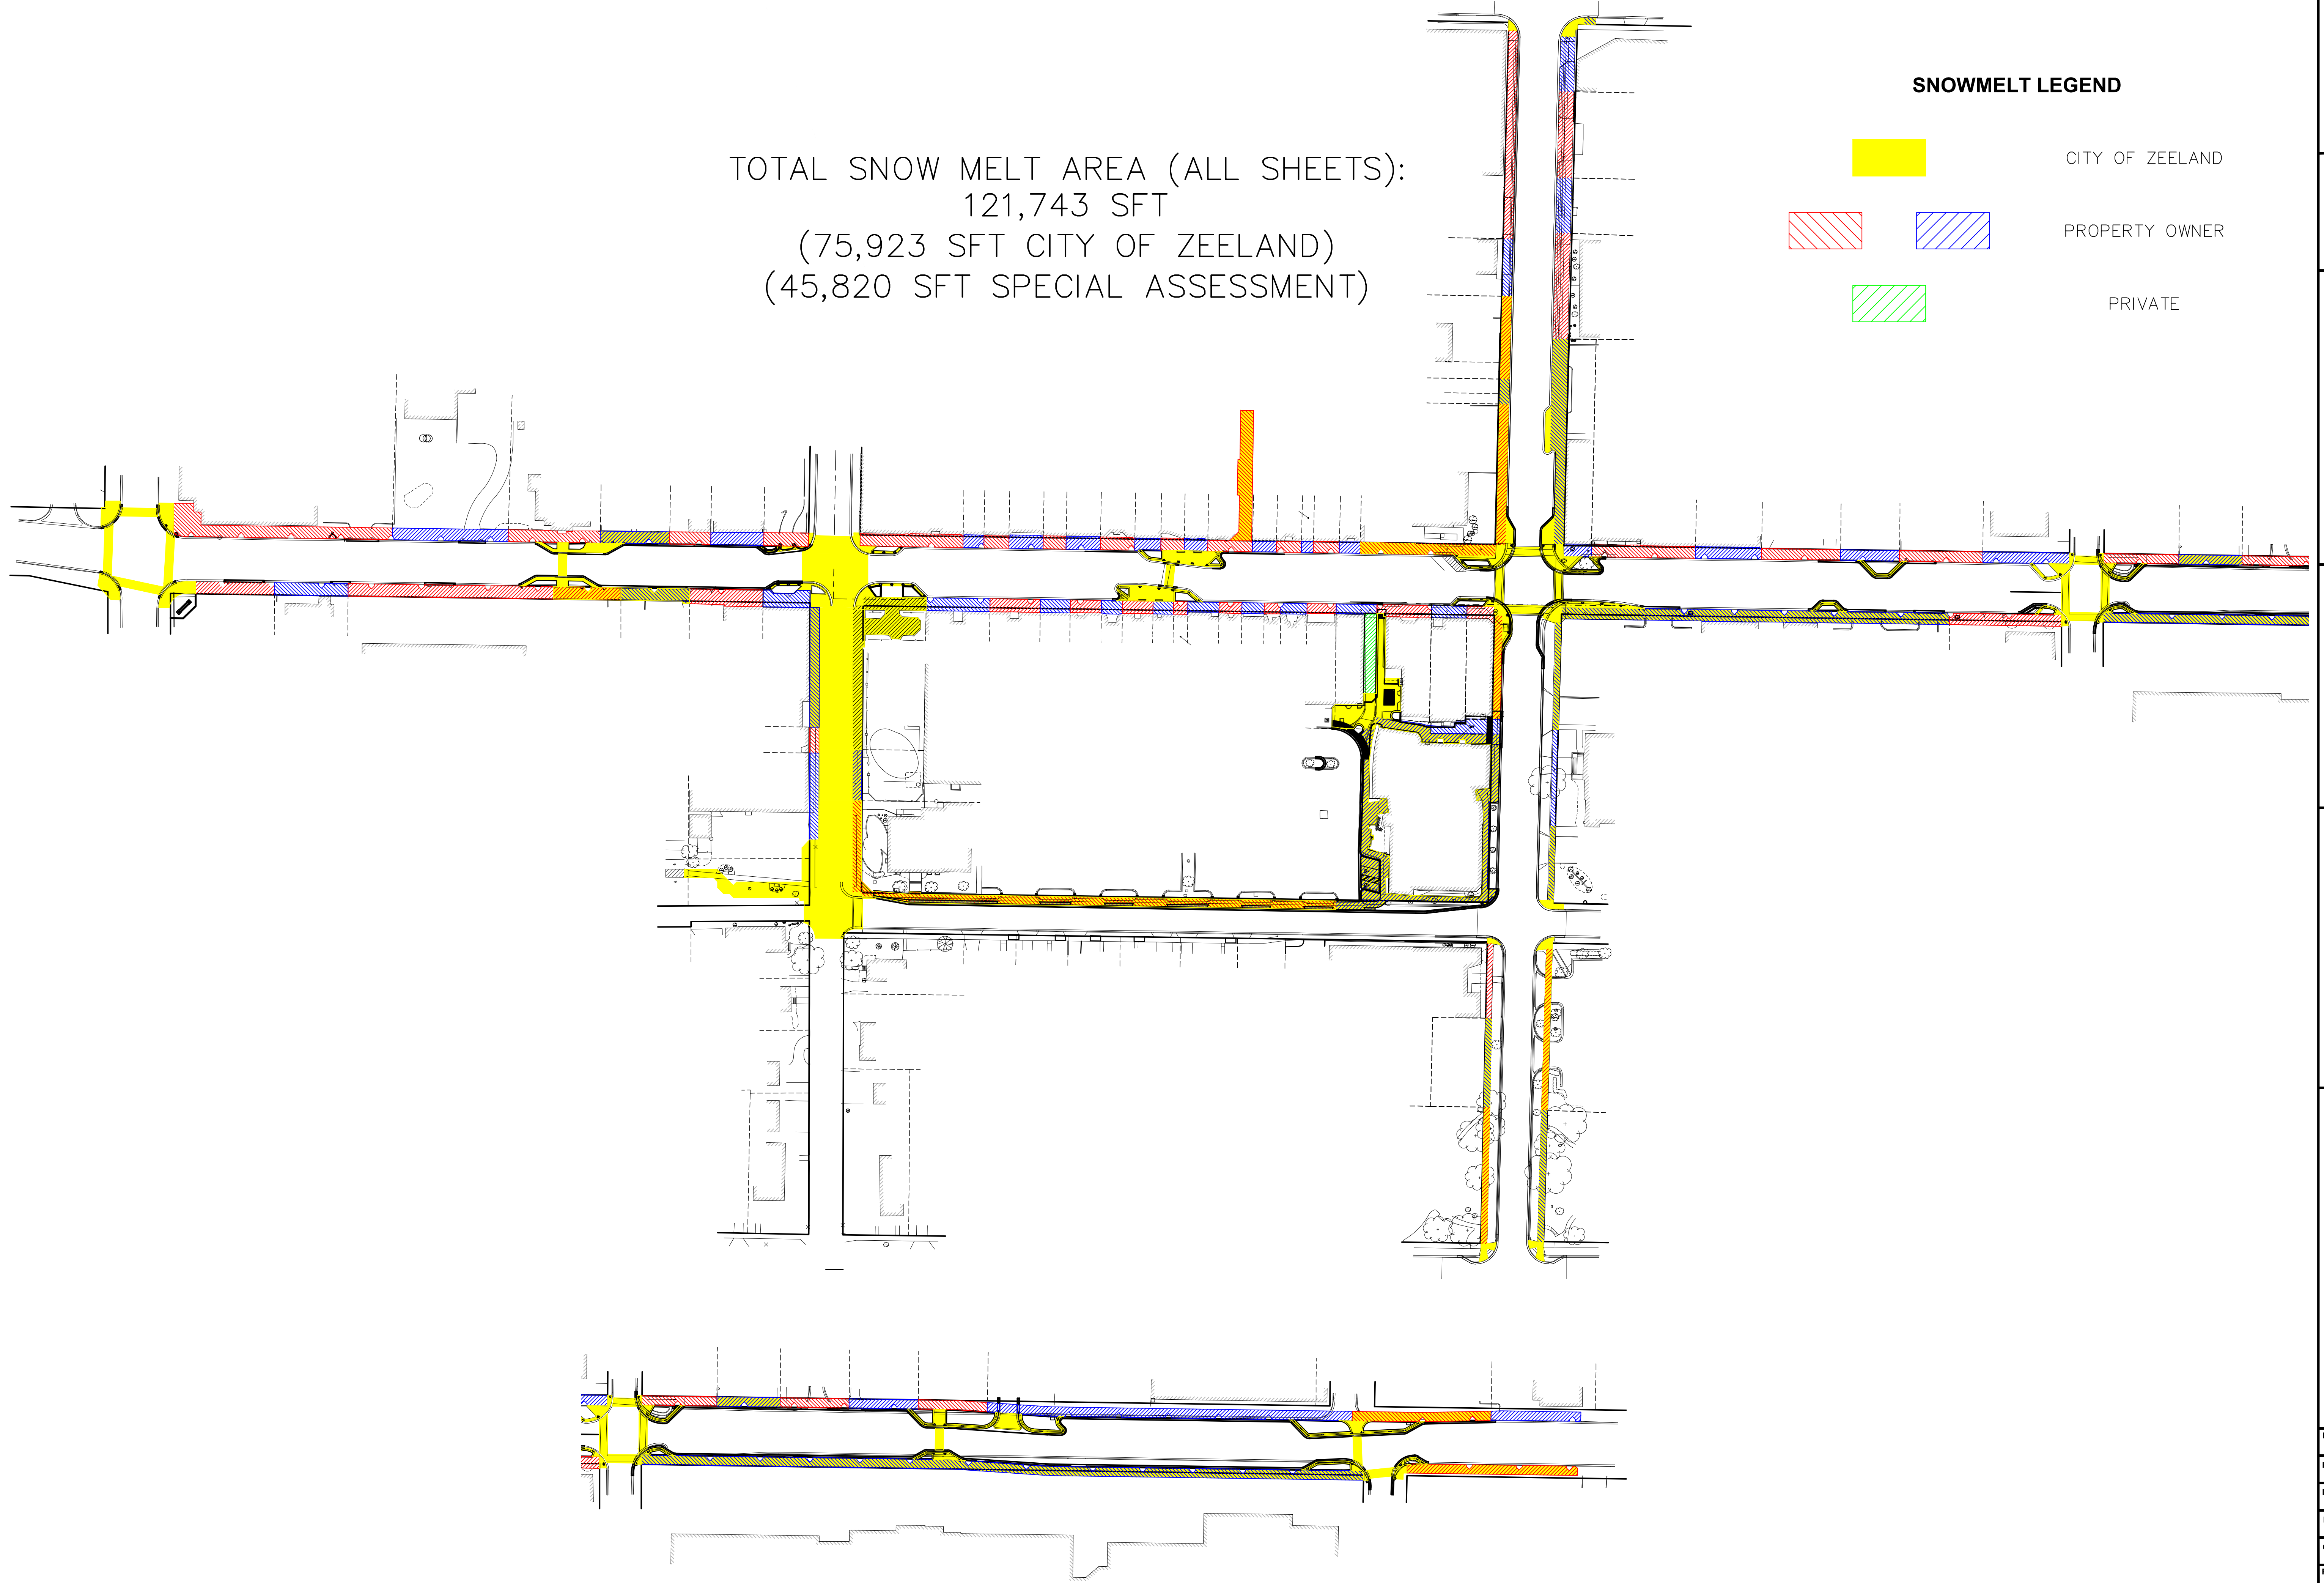 TOTAL SNOW MELT AREA (ALL SHEETS):
121,743 SFT
(75,923 SFT CITY OF ZEELAND)
(45,820 SFT SPECIAL ASSESSMENT)
SNOWMELT LEGEND
CITY OF ZEELAND
PROPERTY OWNER
PRIVATE